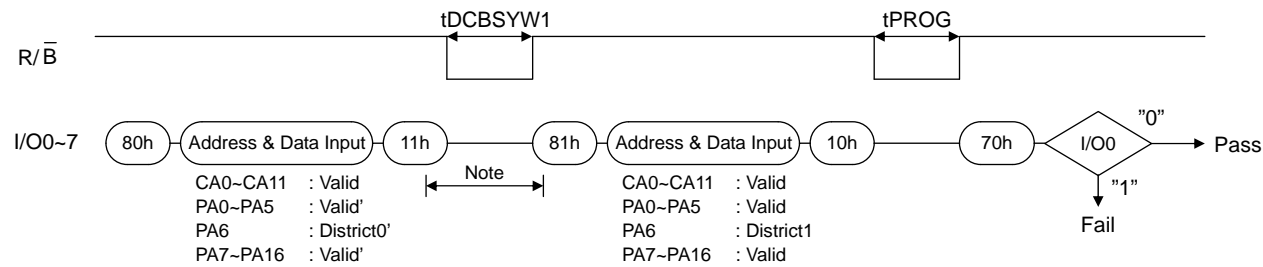 tDCBSYW1
tPROG
R/B̅
I/O0~7
80h
Address & Data Input
11h
81h
Address & Data Input
10h
70h
I/O0
"0"
Pass
"1"
Fail
Note
CA0~CA11 : Valid
PA0~PA5 : Valid’
PA6 : District0’
PA7~PA16 : Valid’
CA0~CA11 : Valid
PA0~PA5 : Valid
PA6 : District1
PA7~PA16 : Valid